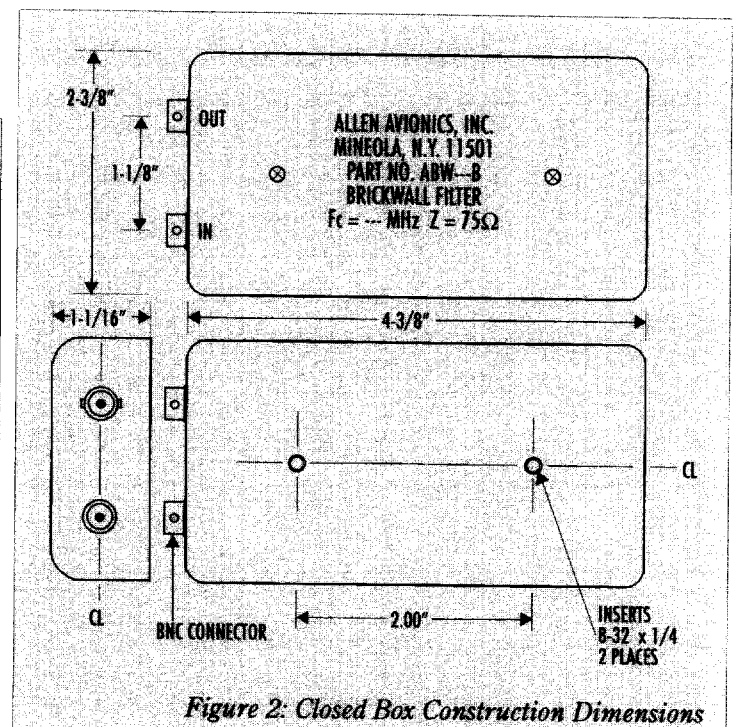 2-3/8"
OUT
1-1/8"
IN
ALLEN AVIONICS, INC.
MINEOLA, N.Y. 11501
PART NO. ABW---B
BRICKWALL FILTER
Fc = --- MHz Z = 75Ω
1-1/16"
4-3/8"
CL
CL
BNC CONNECTOR
2.00"
INSERTS
8-32 x 1/4
2 PLACES
Figure 2: Closed Box Construction Dimensions